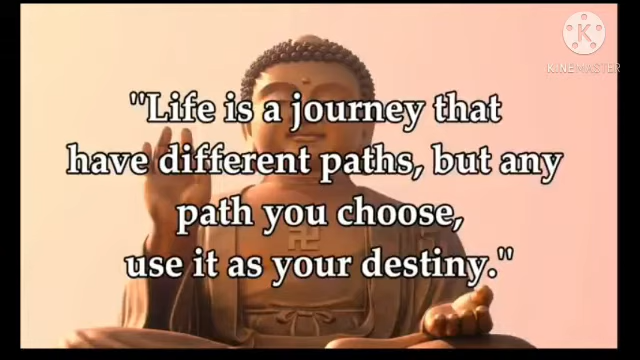 KINEMASTER
"Life is a journey that
have different paths, but any
path you choose,
use it as your destiny."